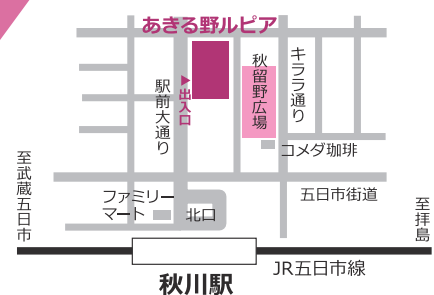 あきる野ルピア
駅前大通り
▶出入口
秋留野広場
キララ通り
コメダ珈琲
至武蔵五日市
ファミリー
マート
北口
五日市街道
至拝島
秋川駅
JR五日市線